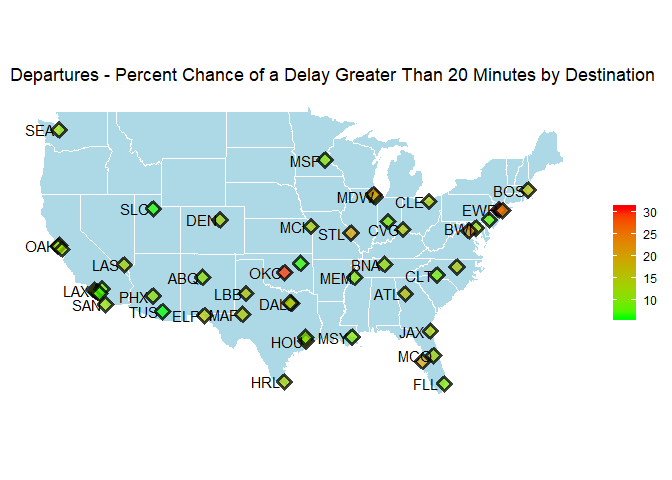 Departures - Percent Chance of a Delay Greater Than 20 Minutes by Destination
SEA
MSP
BOS
MDW
CLE
SLC
EWR
DEN
MCI
STL
CVG
BWI
OAK
LAS
BNA
OKC
ABQ
MEM
CLT
LAX
PHX
LBB
ATL
SAN
TUS
ELP
MAF
DAL
JAX
HOU
MSY
MCO
HRL
FLL
30
25
20
15
10